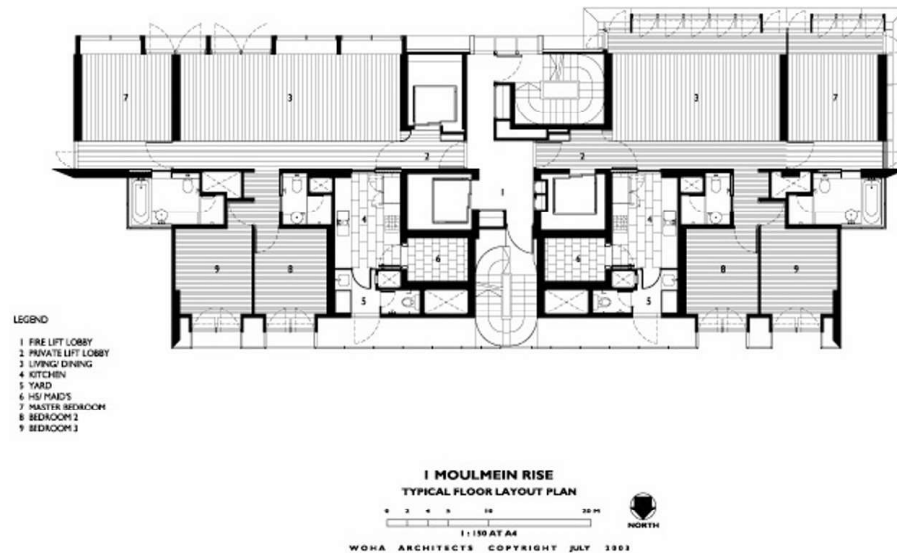 7
3
2
1
2
3
7
4
4
6
6
9
8
8
9
5
5
LEGEND
1 FIRE LIFT LOBBY
2 PRIVATE LIFT LOBBY
3 LIVING/ DINING
4 KITCHEN
5 YARD
6 HS/ MAID'S
7 MASTER BEDROOM
8 BEDROOM 2
9 BEDROOM 3
1 MOULMEIN RISE
TYPICAL FLOOR LAYOUT PLAN
0 2 4 5 10 20 M
1 : 150 AT A4
NORTH
WOHA ARCHITECTS COPYRIGHT JULY 2003